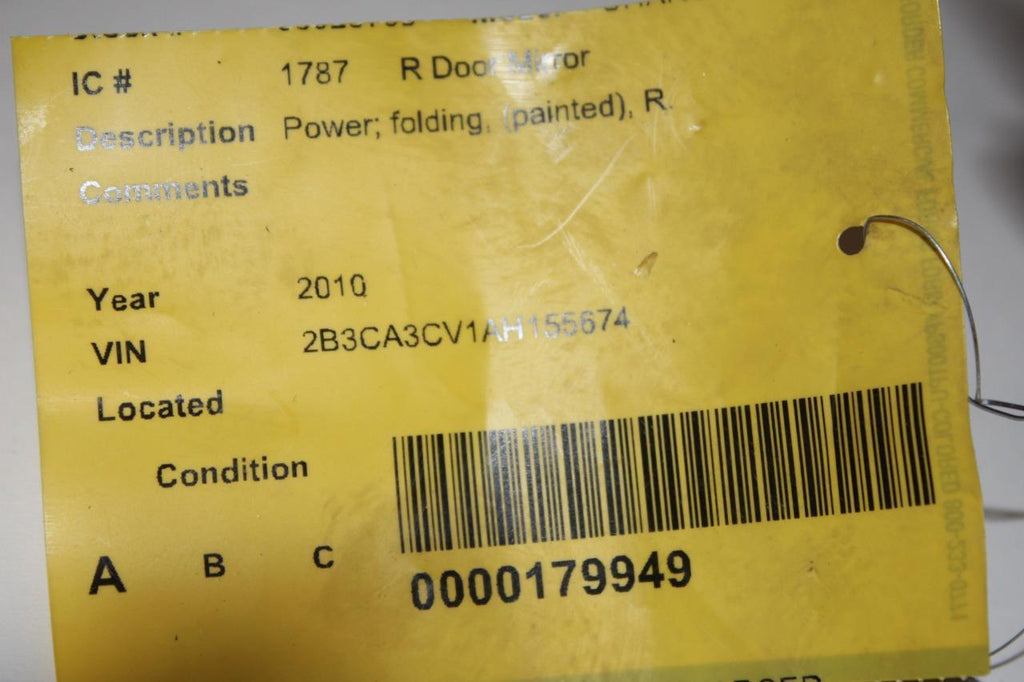 IC # 1787 R Door Mirror
Description Power; folding, (painted), R.
Comments
Year 2010
VIN 2B3CA3CV1AH155674
Located
Condition
A B C
0000179949